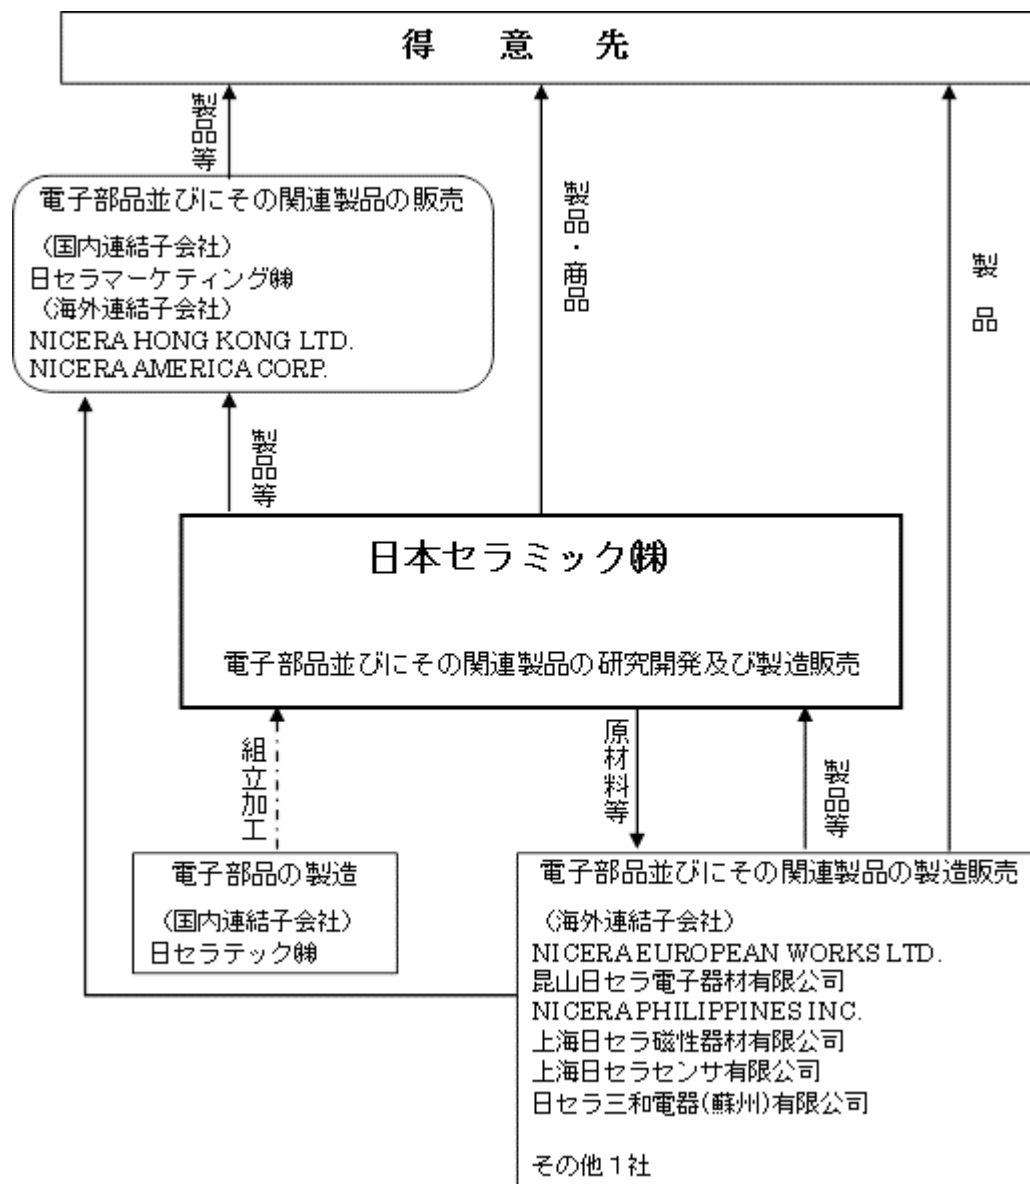 得 意 先
製品等
電子部品並びにその関連製品の販売
（国内連結子会社）
日セラマーケティング㈱
（海外連結子会社）
NICERA HONG KONG LTD.
NICERA AMERICA CORP.
製品・商品
製 品
製品等
日本セラミック㈱
電子部品並びにその関連製品の研究開発及び製造販売
組立加工
原材料等
製品等
電子部品の製造
（国内連結子会社）
日セラテック㈱
電子部品並びにその関連製品の製造販売
（海外連結子会社）
NICERA EUROPEAN WORKS LTD.
昆山日セラ電子器材有限公司
NICERA PHILIPPINES INC.
上海日セラ磁性器材有限公司
上海日セラセンサ有限公司
日セラ三和電器(蘇州)有限公司
その他１社